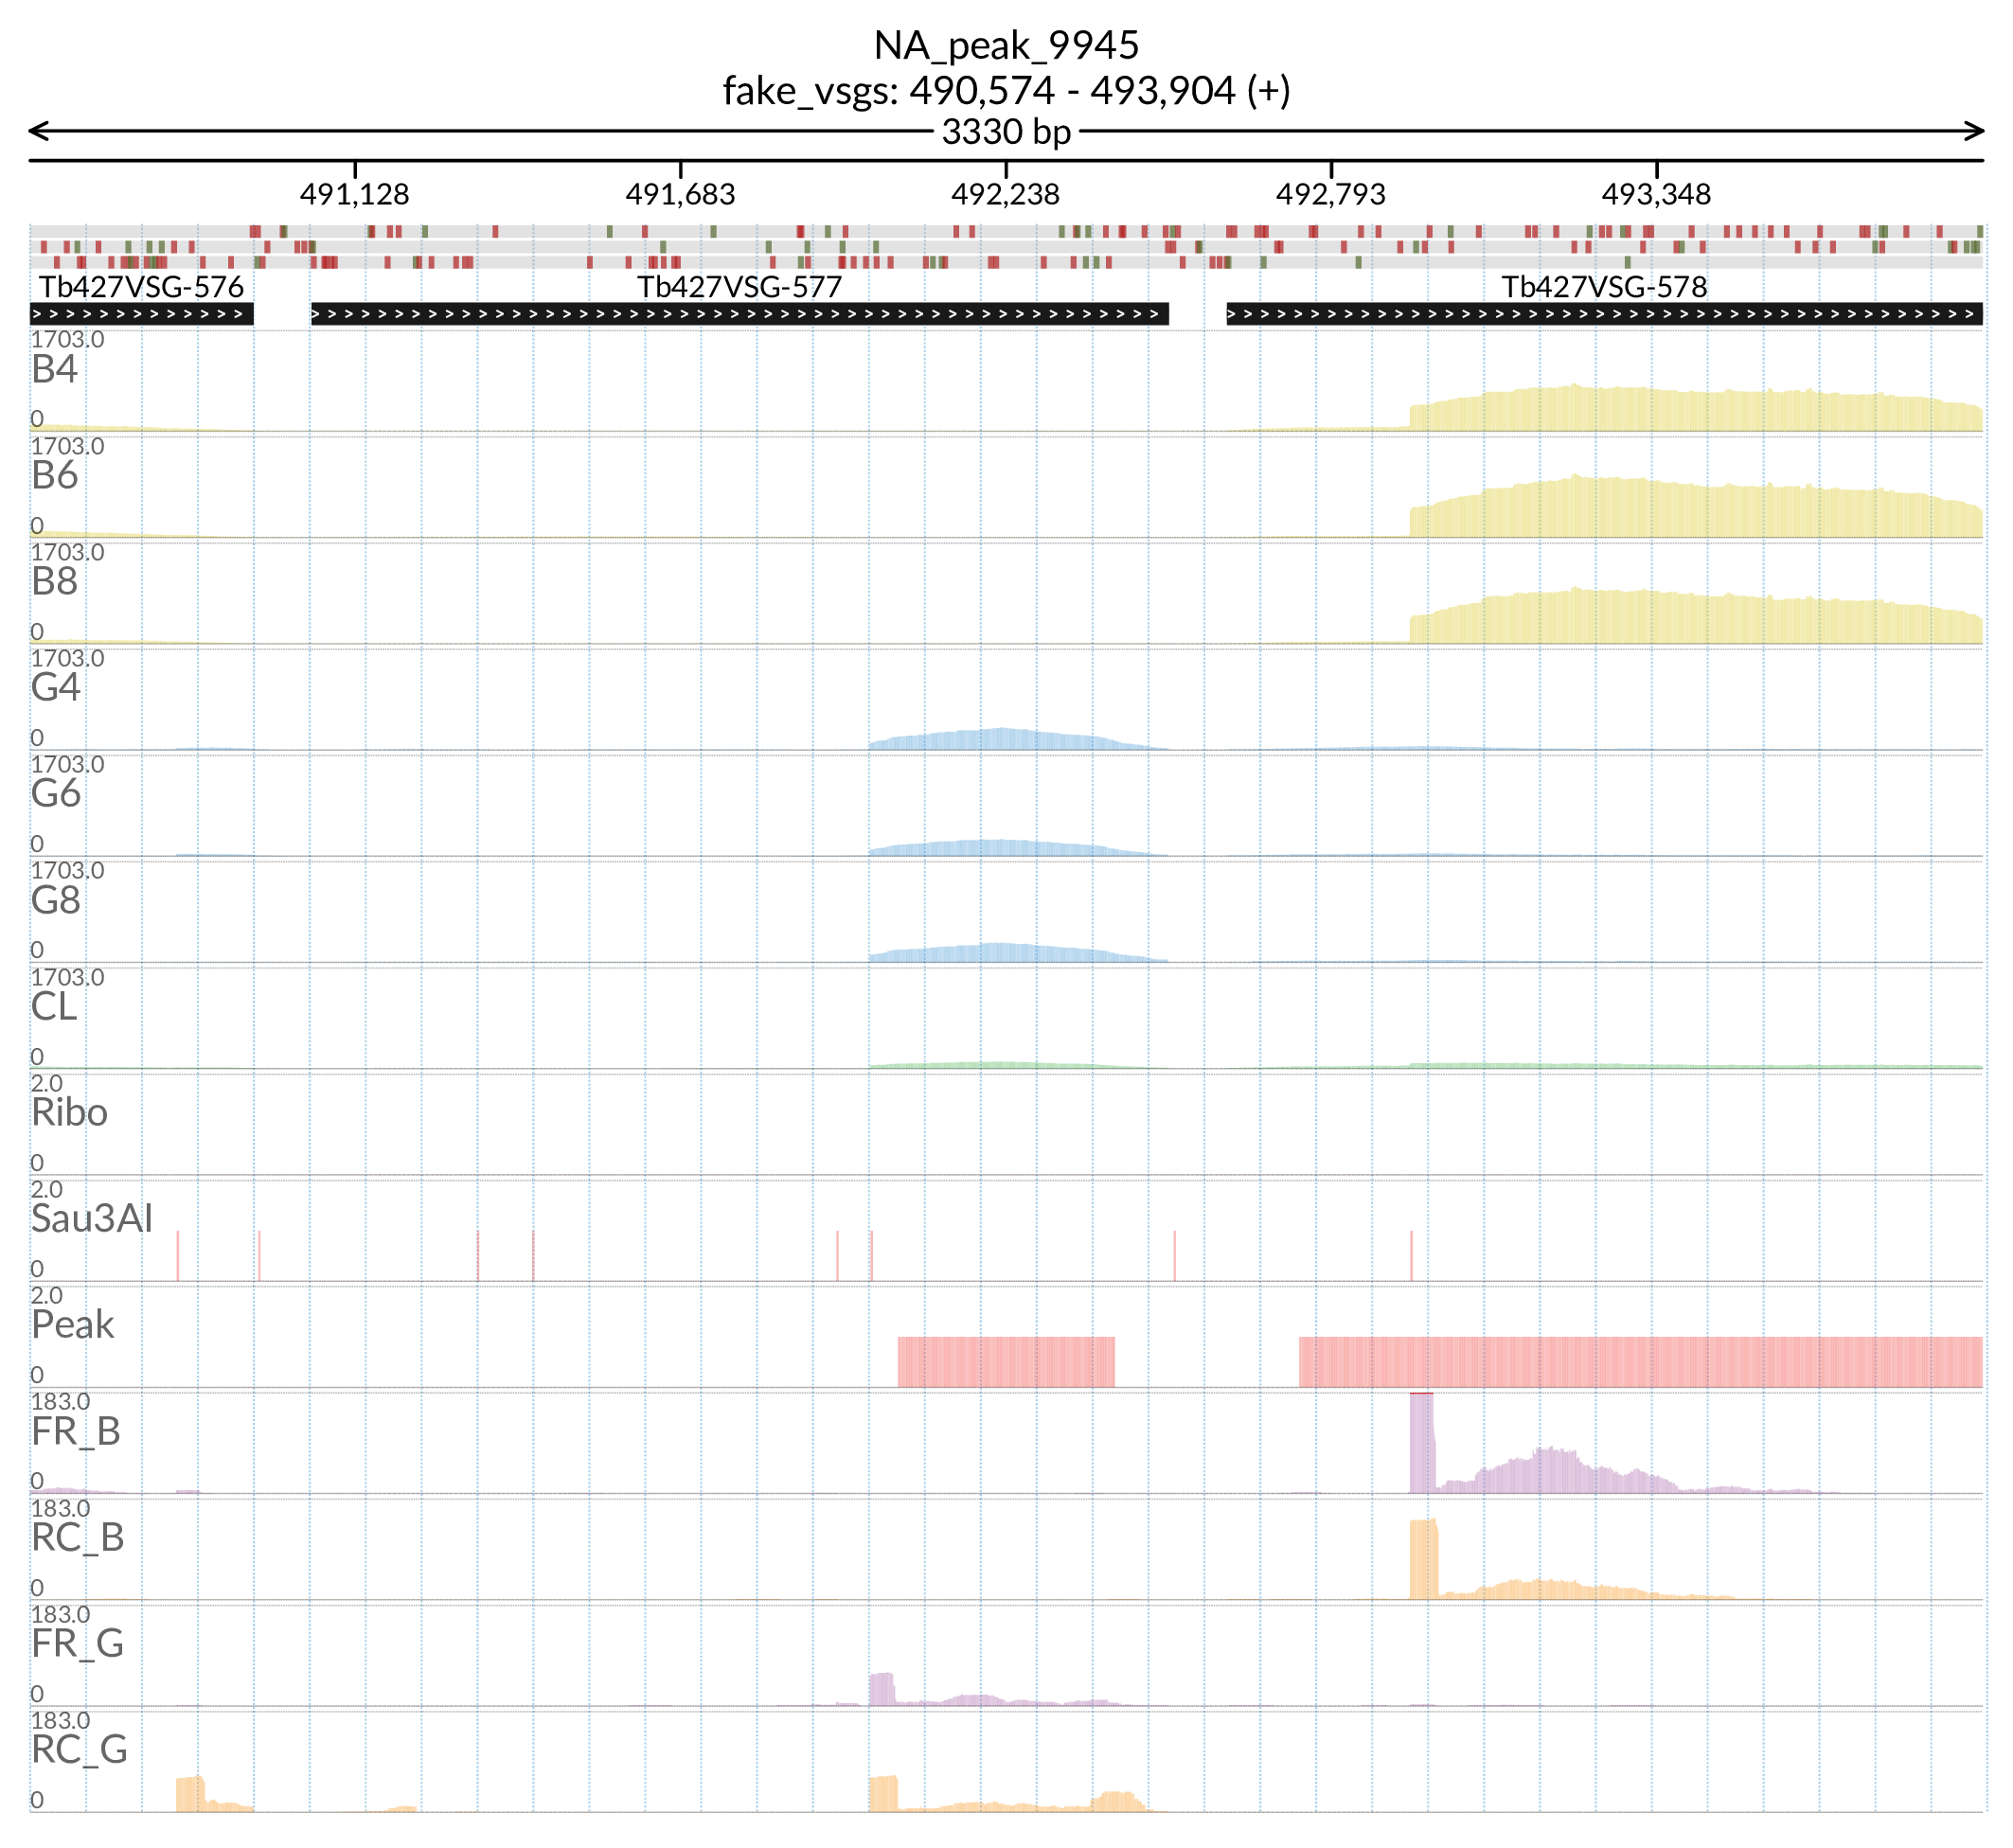 NA_peak_9945
fake_vsgs: 490,574 - 493,904 (+)
3330 bp
491,128 491,683 492,238 492,793 493,348
Tb427VSG-576 Tb427VSG-577 Tb427VSG-578
1703.0
B4
0
1703.0
B6
0
1703.0
B8
0
1703.0
G4
0
1703.0
G6
0
1703.0
G8
0
1703.0
CL
0
2.0
Ribo
0
2.0
Sau3AI
0
2.0
Peak
0
183.0
FR_B
0
183.0
RC_B
0
183.0
FR_G
0
183.0
RC_G
0